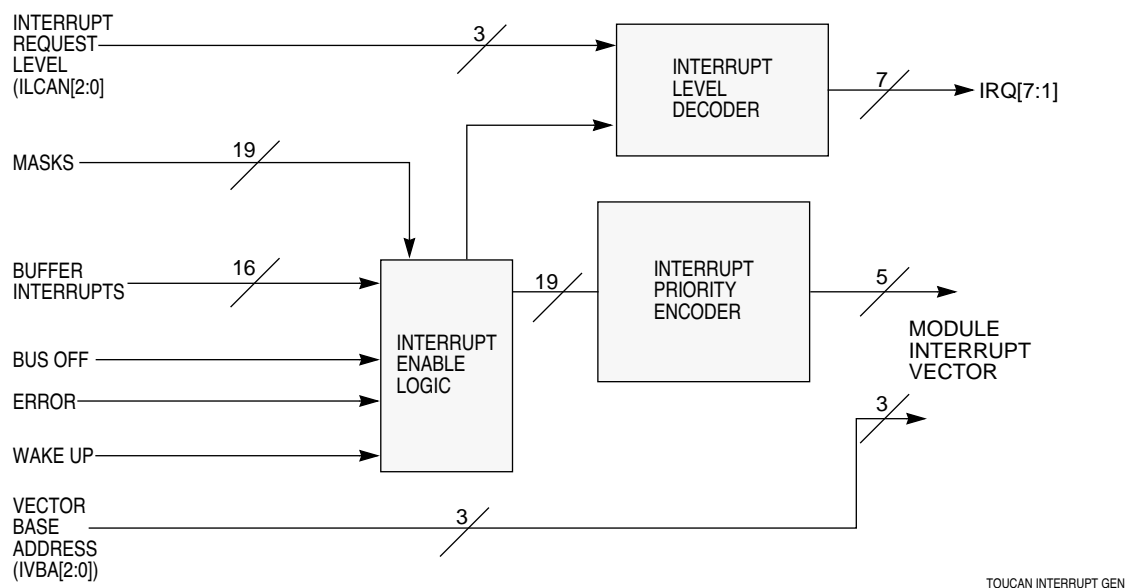 INTERRUPT
REQUEST
LEVEL
(ILCAN[2:0]
3
INTERRUPT
LEVEL
DECODER
7
IRQ[7:1]
MASKS
19
BUFFER
INTERRUPTS
16
INTERRUPT
ENABLE
LOGIC
19
INTERRUPT
PRIORITY
ENCODER
5
MODULE
INTERRUPT
VECTOR
BUS OFF
ERROR
WAKE UP
3
VECTOR
BASE
ADDRESS
(IVBA[2:0])
3
TOUCAN INTERRUPT GEN